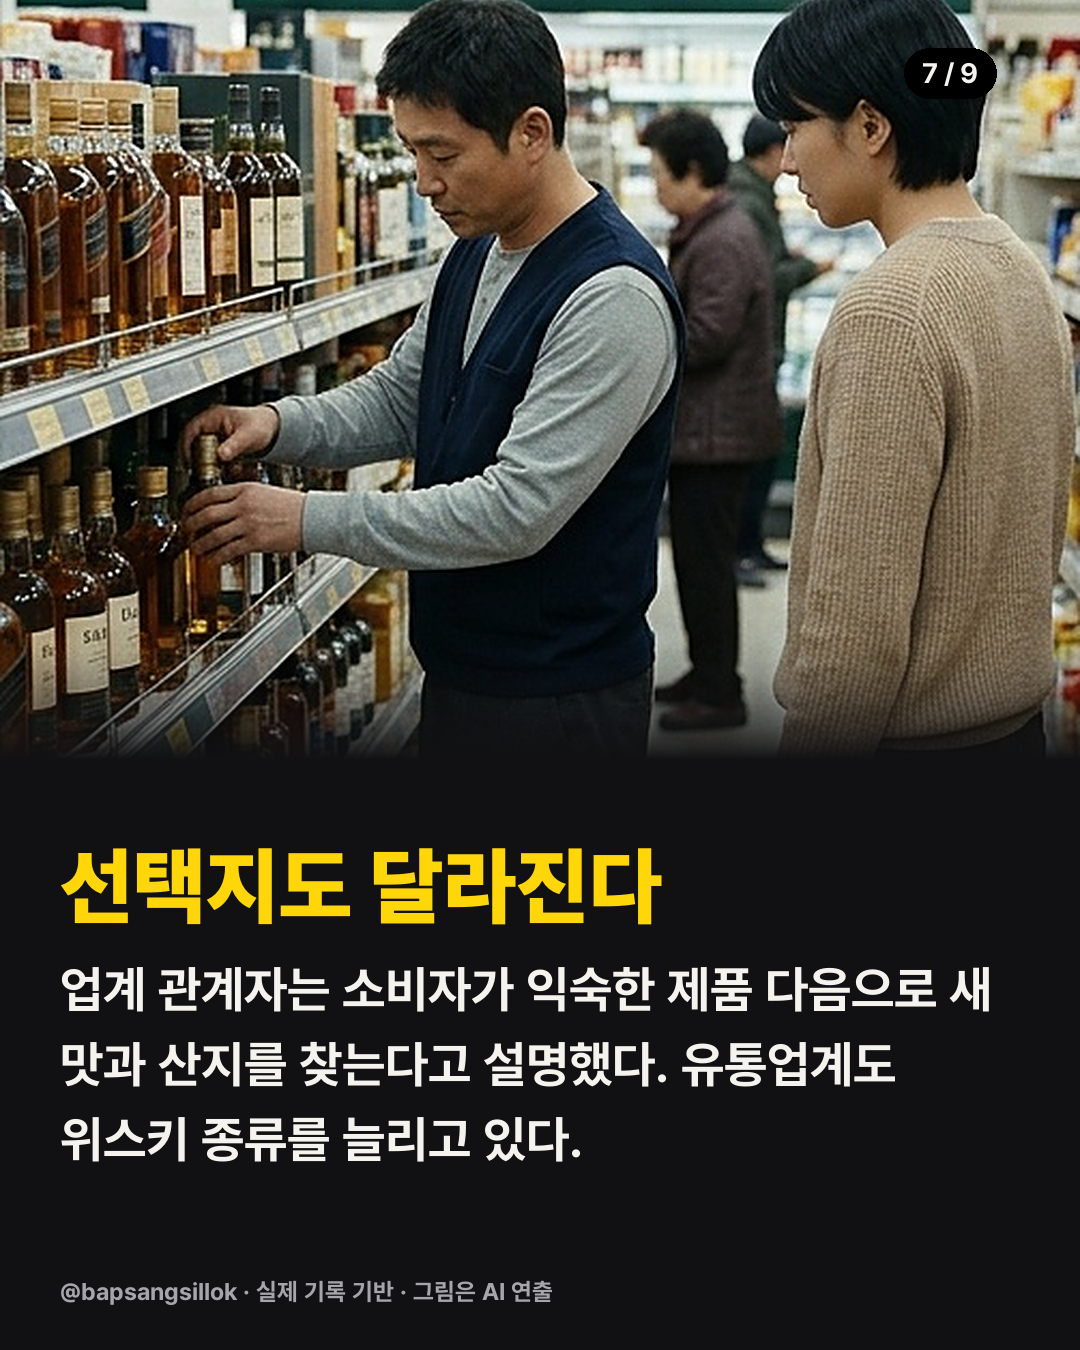 7 / 9
선택지도 달라진다
업계 관계자는 소비자가 익숙한 제품 다음으로 새
맛과 산지를 찾는다고 설명했다. 유통업계도
위스키 종류를 늘리고 있다.
@bapsangsillok · 실제 기록 기반 · 그림은 AI 연출